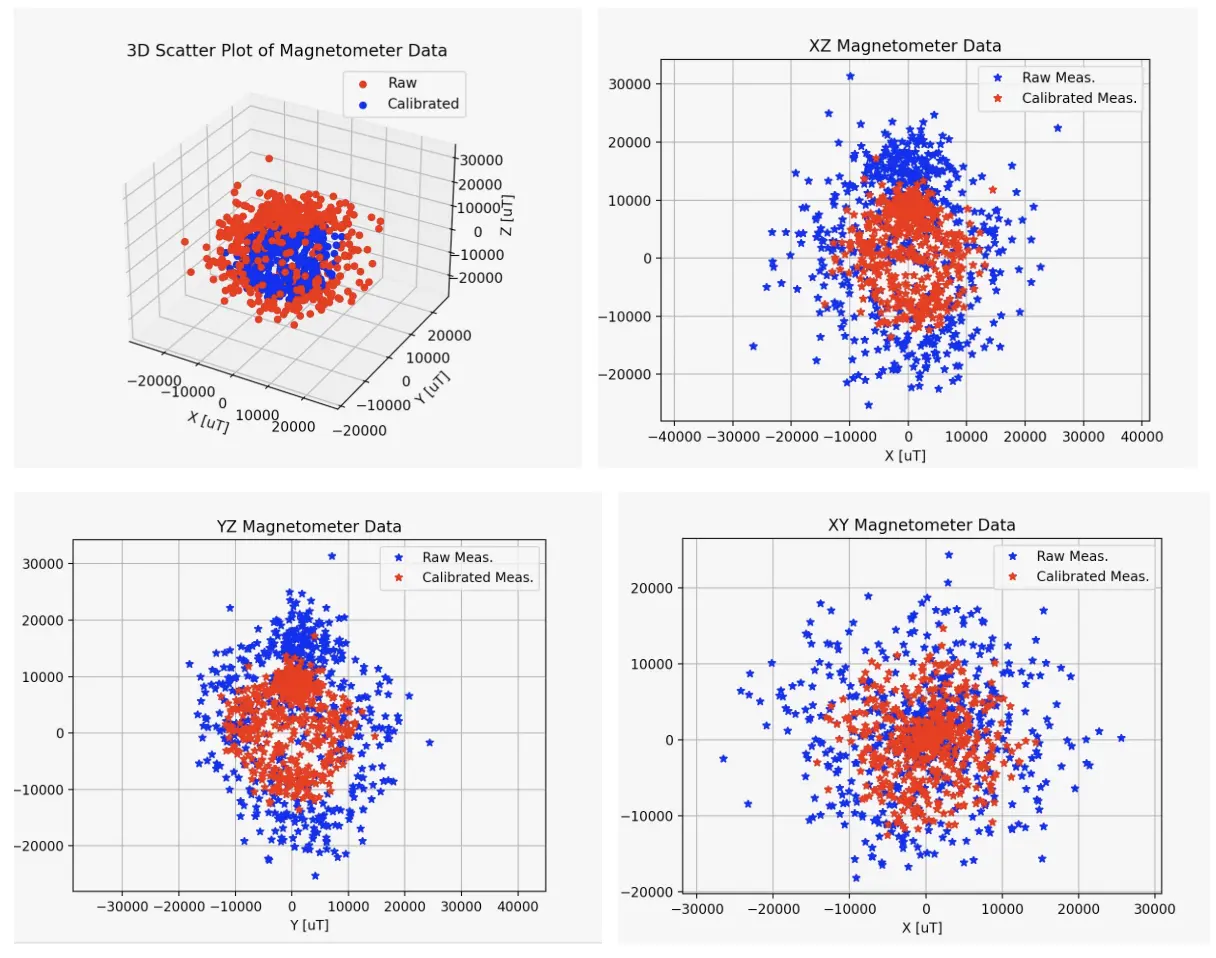 3D Scatter Plot of Magnetometer Data
Raw
Calibrated
30000
20000
10000
0
−10000
−20000
Z [uT]
20000
10000
0
−10000
−20000
Y [uT]
−20000
−10000
0
10000
20000
X [uT]
XZ Magnetometer Data
Raw Meas.
Calibrated Meas.
30000
20000
10000
0
−10000
−20000
−40000 −30000 −20000 −10000 0 10000 20000 30000 40000
X [uT]
YZ Magnetometer Data
Raw Meas.
Calibrated Meas.
30000
20000
10000
0
−10000
−20000
−30000 −20000 −10000 0 10000 20000 30000 40000
Y [uT]
XY Magnetometer Data
Raw Meas.
Calibrated Meas.
20000
10000
0
−10000
−20000
−30000 −20000 −10000 0 10000 20000 30000
X [uT]